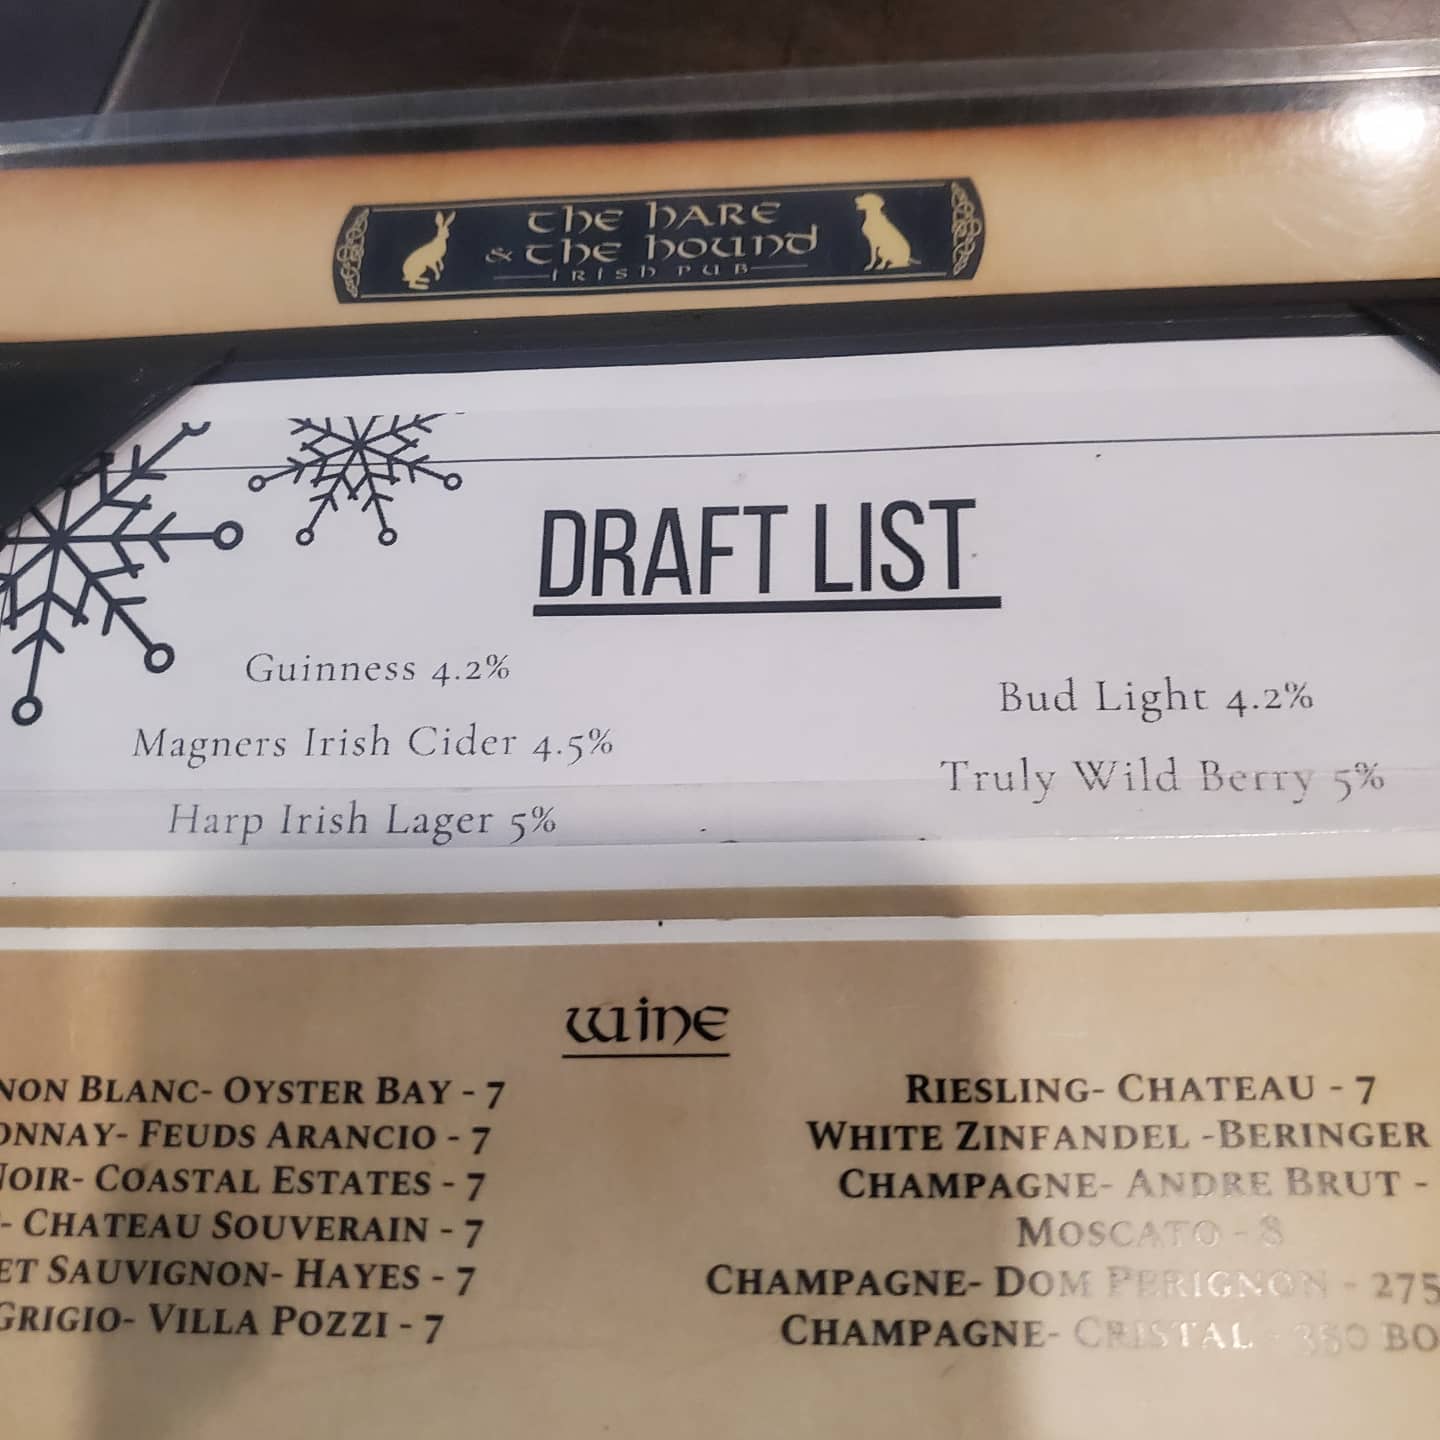 the hare
& the hound
IRISH PUB
DRAFT LIST
Guinness 4.2%
Magners Irish Cider 4.5%
Harp Irish Lager 5%
Bud Light 4.2%
Truly Wild Berry 5%
wine
NON BLANC- OYSTER BAY - 7
ONNAY- FEUDS ARANCIO - 7
NOIR- COASTAL ESTATES - 7
- CHATEAU SOUVERAIN - 7
ET SAUVIGNON- HAYES - 7
GRIGIO- VILLA POZZI - 7
RIESLING- CHATEAU - 7
WHITE ZINFANDEL -BERINGER
CHAMPAGNE- ANDRE BRUT -
MOSCATO - 8
CHAMPAGNE- DOM PERIGNON - 275
CHAMPAGNE- CRISTAL - 350 BO